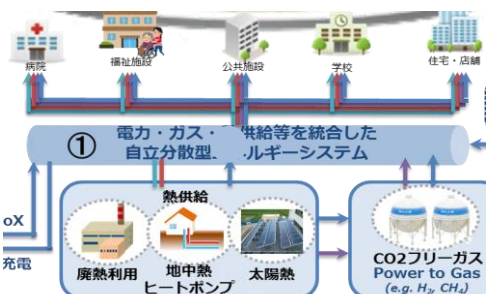 病院
福祉施設
公共施設
学校
住宅・店舗
①
電力・ガス・ 供給等を統合した
自立分散型 ルギーシステム
oX
充電
熱供給
廃熱利用
地中熱
ヒートポンプ
太陽熱
CO2フリーガス
Power to Gas
(e.g. H₂, CH₄)